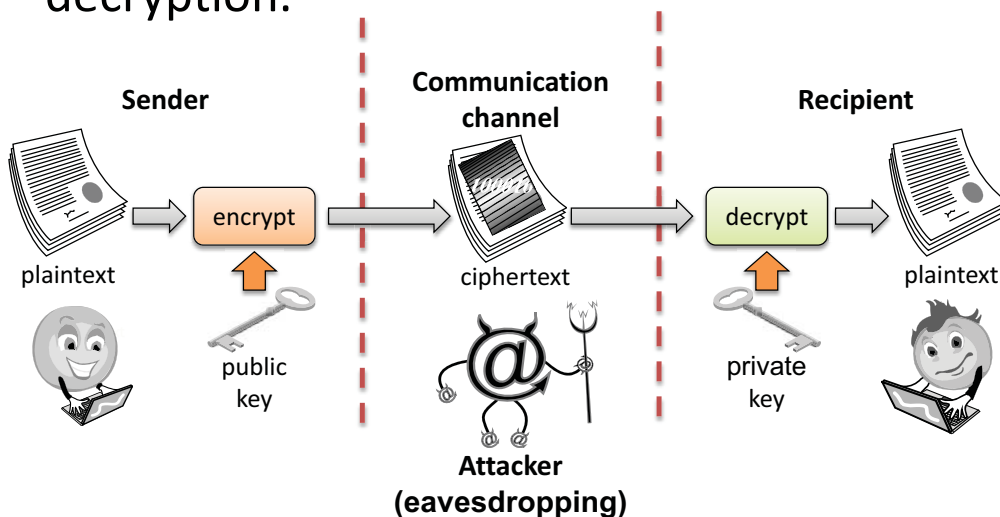 decryption.
Sender
Communication
channel
Recipient
encrypt
decrypt
plaintext
ciphertext
plaintext
public
key
private
key
@
@
@
@
@
Attacker
(eavesdropping)